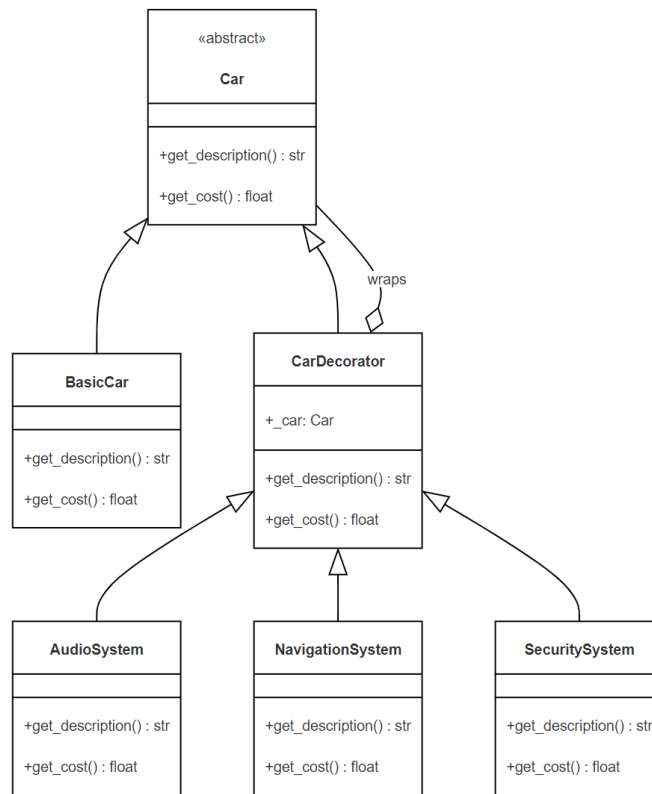 «abstract»
Car
+get_description() : str
+get_cost() : float
wraps
BasicCar
+get_description() : str
+get_cost() : float
CarDecorator
+_car: Car
+get_description() : str
+get_cost() : float
AudioSystem
+get_description() : str
+get_cost() : float
NavigationSystem
+get_description() : str
+get_cost() : float
SecuritySystem
+get_description() : str
+get_cost() : float